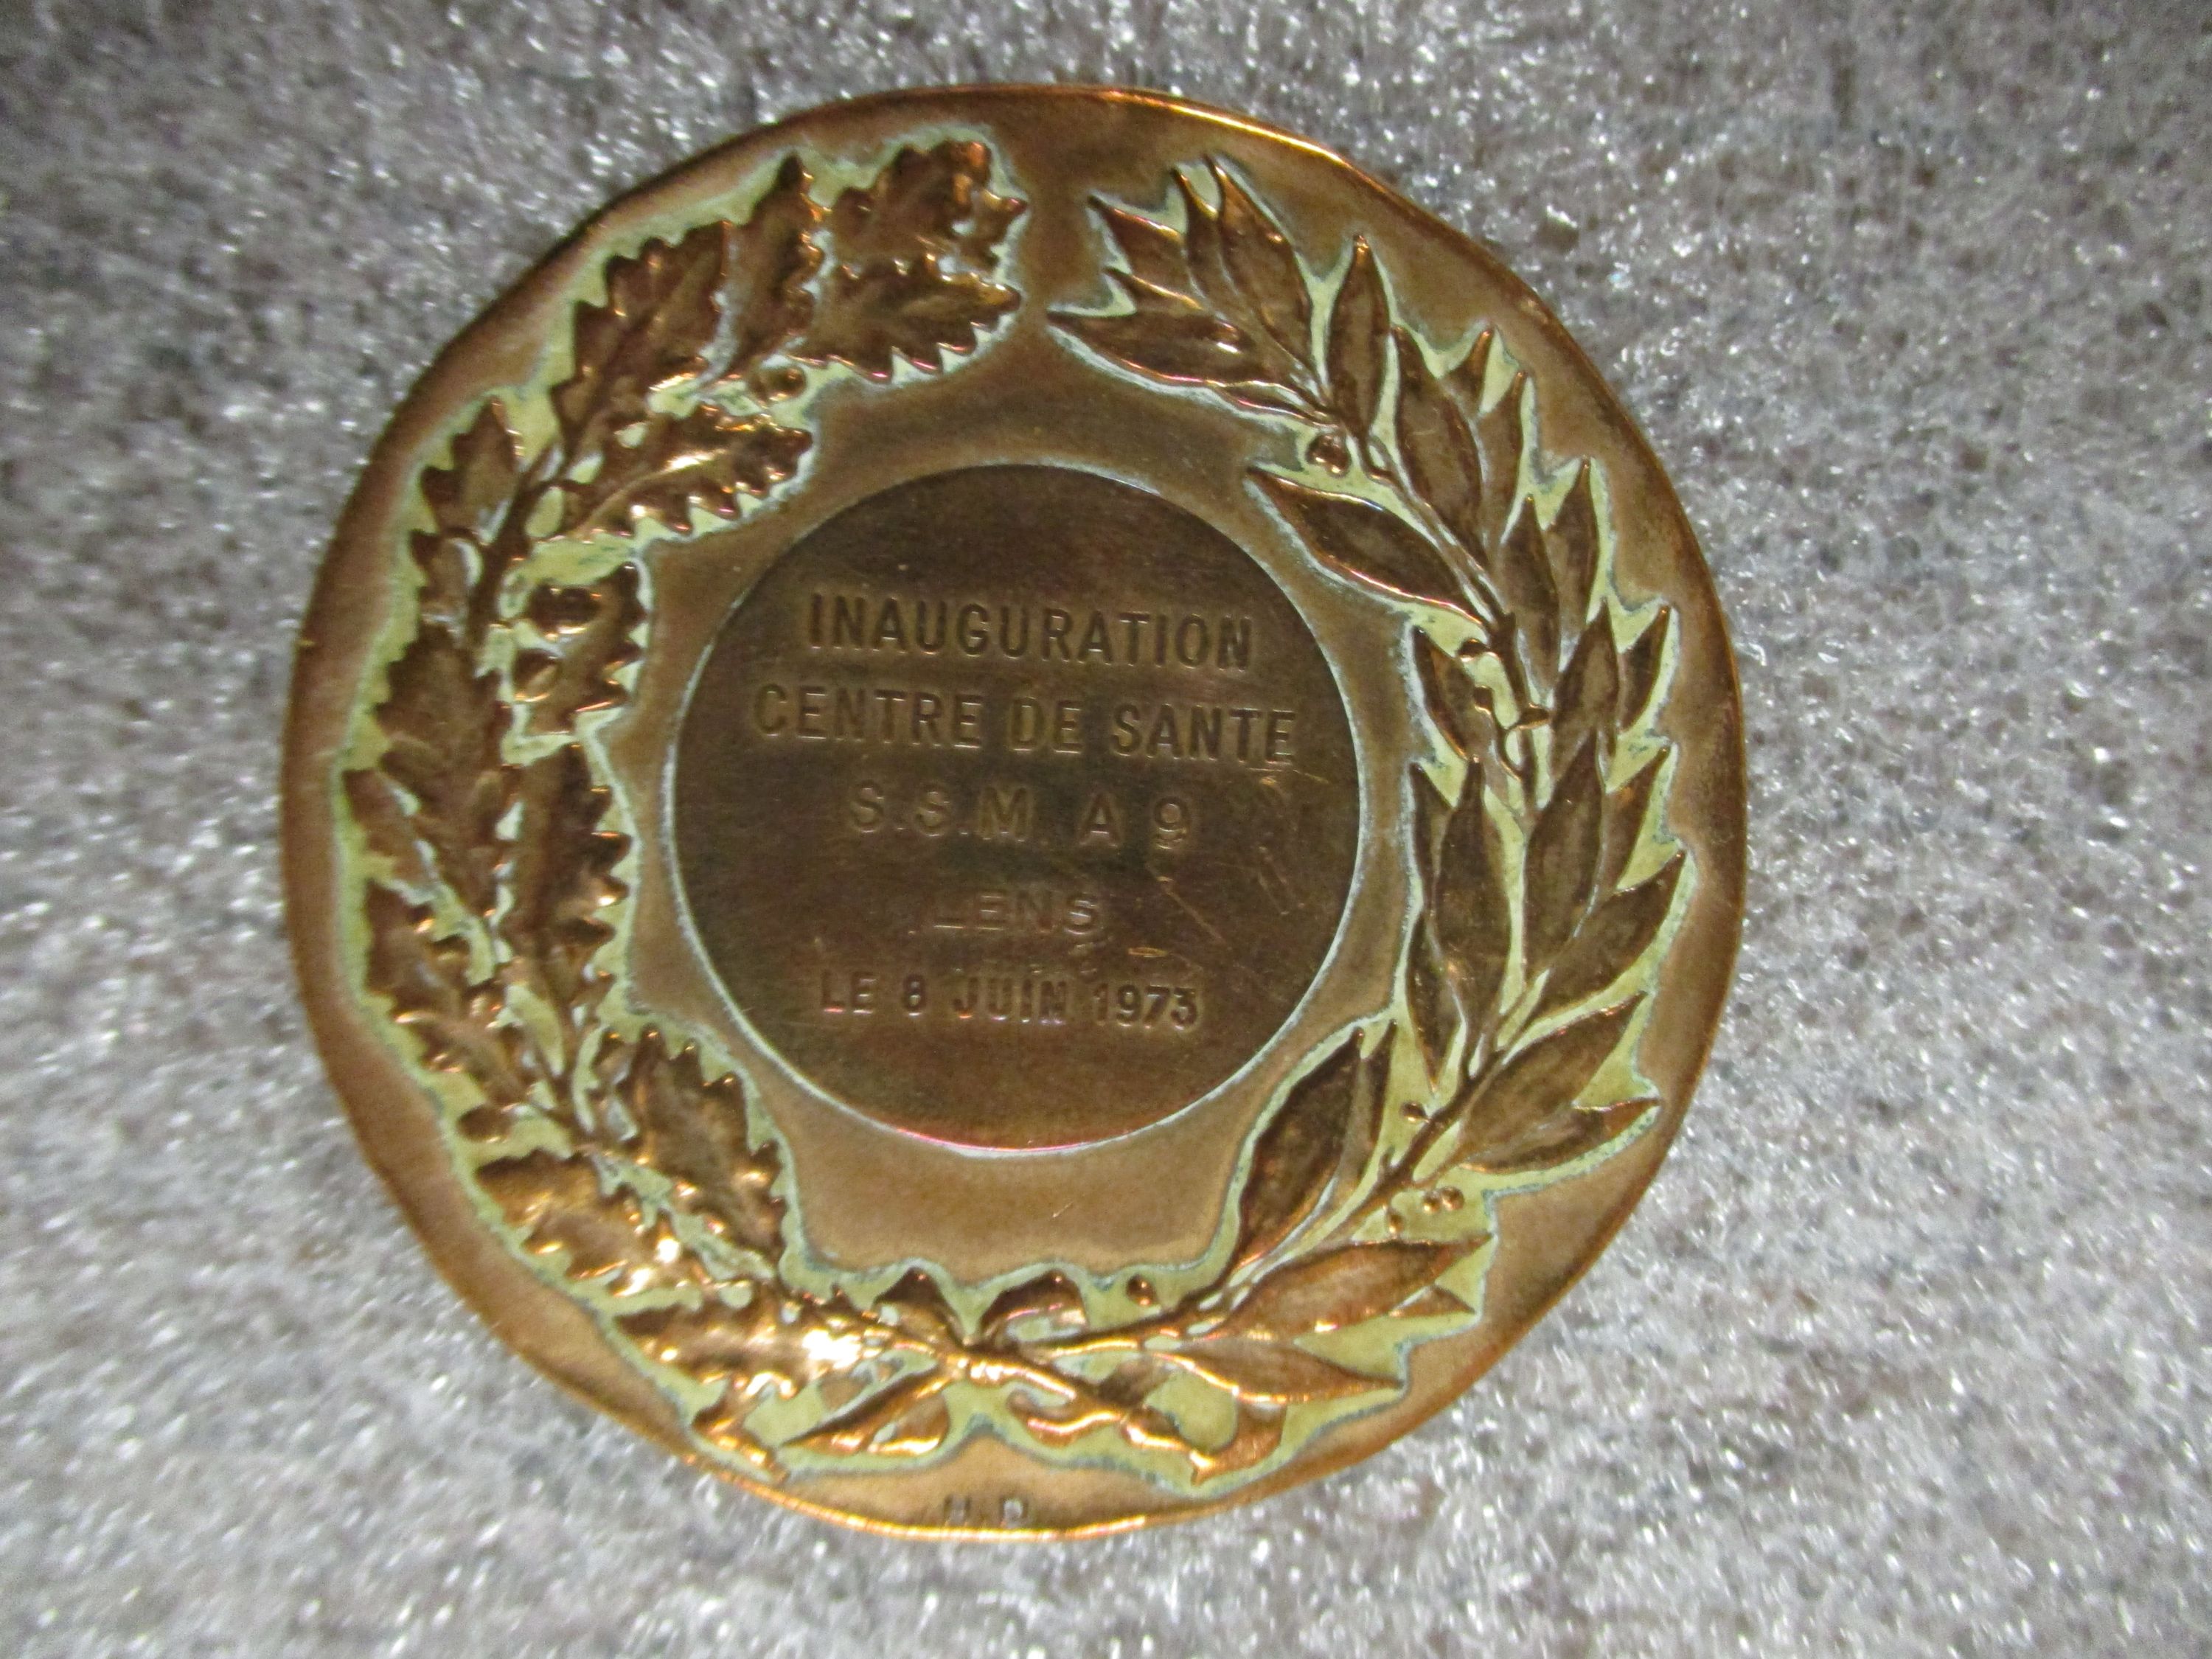 INAUGURATION
CENTRE DE SANTE
S.S.M. A 9
LENS
LE 8 JUIN 1973